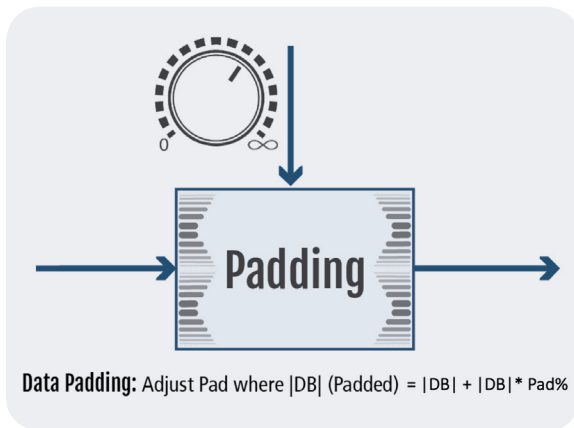 0 ∞
Padding
Data Padding: Adjust Pad where |DB| (Padded) = |DB| + |DB| * Pad%